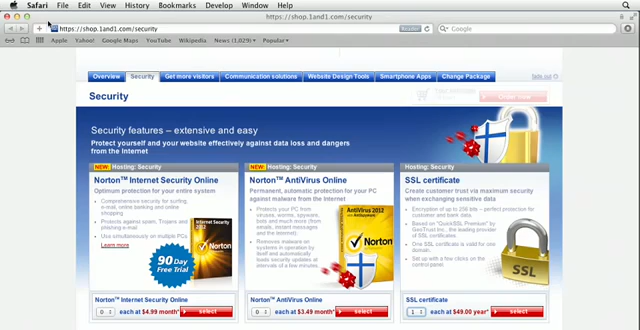 Safari File Edit View History Bookmarks Develop Window Help
https://shop.1and1.com/security
https://shop.1and1.com/security Reader Google
Apple Yahoo! Google Maps YouTube Wikipedia News (1,029) Popular
Overview Security Get more visitors Communication solutions Website Design Tools Smartphone Apps Change Package
Security
Security features – extensive and easy
Protect yourself and your website effectively against data loss and dangers
from the Internet
NEW: Hosting: Security
Norton™ Internet Security Online
Optimum protection for your entire system
Comprehensive security for surfing,
e-mail, online banking and online
shopping
Protects against spam, Trojans and
phishing e-mail
Use simultaneously on multiple PCs
Learn more
90
Day
Free Trial
Internet Security
2012
Norton
Norton™ Internet Security Online
0 each at $4.99 month* select
NEW: Hosting: Security
Norton™ AntiVirus Online
Permanent, automatic protection for your PC
against malware from the Internet
Protects your PC from
viruses, worms, spyware,
bots and much more (from
emails, instant messages
and the Internet)
Removes malware
in operation by
itself and automatically
loads security updates at
intervals of a few minutes.
AntiVirus
2012
Norton
Norton™ AntiVirus Online
0 each at $3.49 month* select
Hosting: Security
SSL certificate
Create customer trust via maximum security
when exchanging sensitive data
Encryption of up to 256 bits – perfect protection
for customer and bank data.
Based on "QuickSSL Premium" by
GeoTrust Inc., the leading provider
of SSL certificates.
One SSL certificate is valid for one
domain.
Set up with a few clicks on the
control panel.
SSL
SSL certificate
1 each at $49.00 year* select